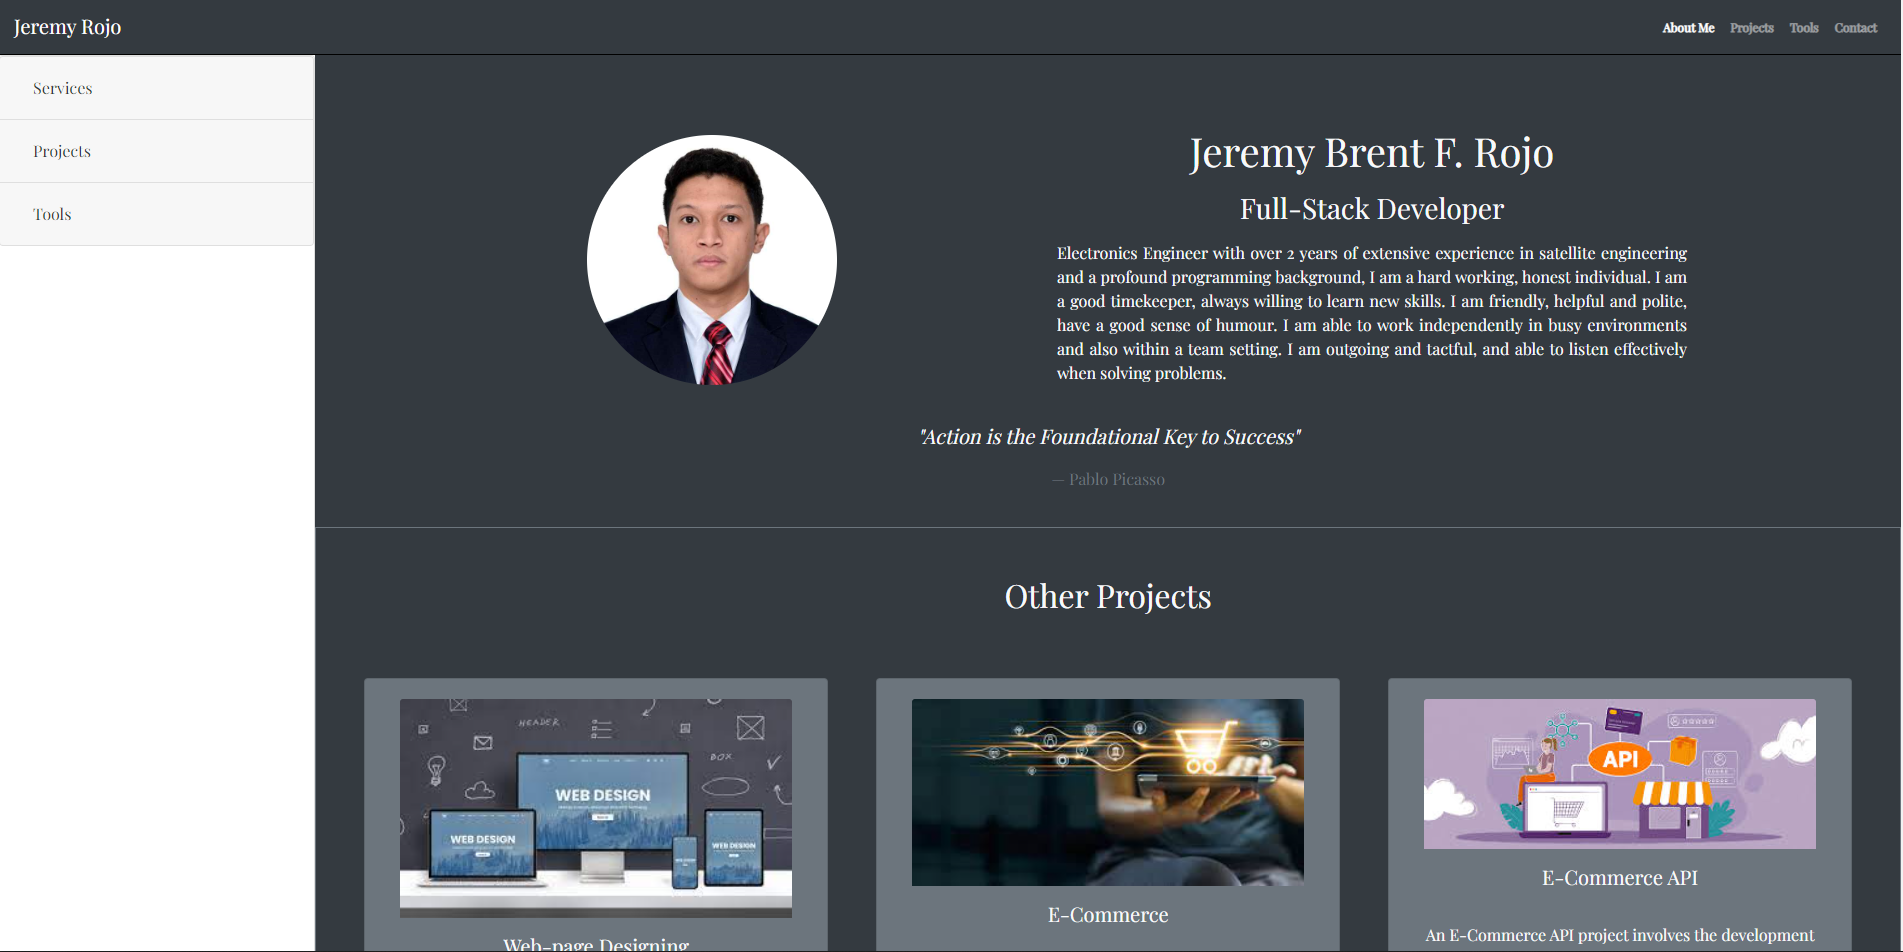 Jeremy Rojo
About Me Projects Tools Contact
Services
Projects
Tools
Jeremy Brent F. Rojo
Full-Stack Developer
Electronics Engineer with over 2 years of extensive experience in satellite engineering
and a profound programming background, I am a hard working, honest individual. I am
a good timekeeper, always willing to learn new skills. I am friendly, helpful and polite,
have a good sense of humour. I am able to work independently in busy environments
and also within a team setting. I am outgoing and tactful, and able to listen effectively
when solving problems.
"Action is the Foundational Key to Success"
— Pablo Picasso
Other Projects
HEADER
BOX
WEB DESIGN
WEB DESIGN
WEB DESIGN
Web-page Designing
E-Commerce
API
E-Commerce API
An E-Commerce API project involves the development